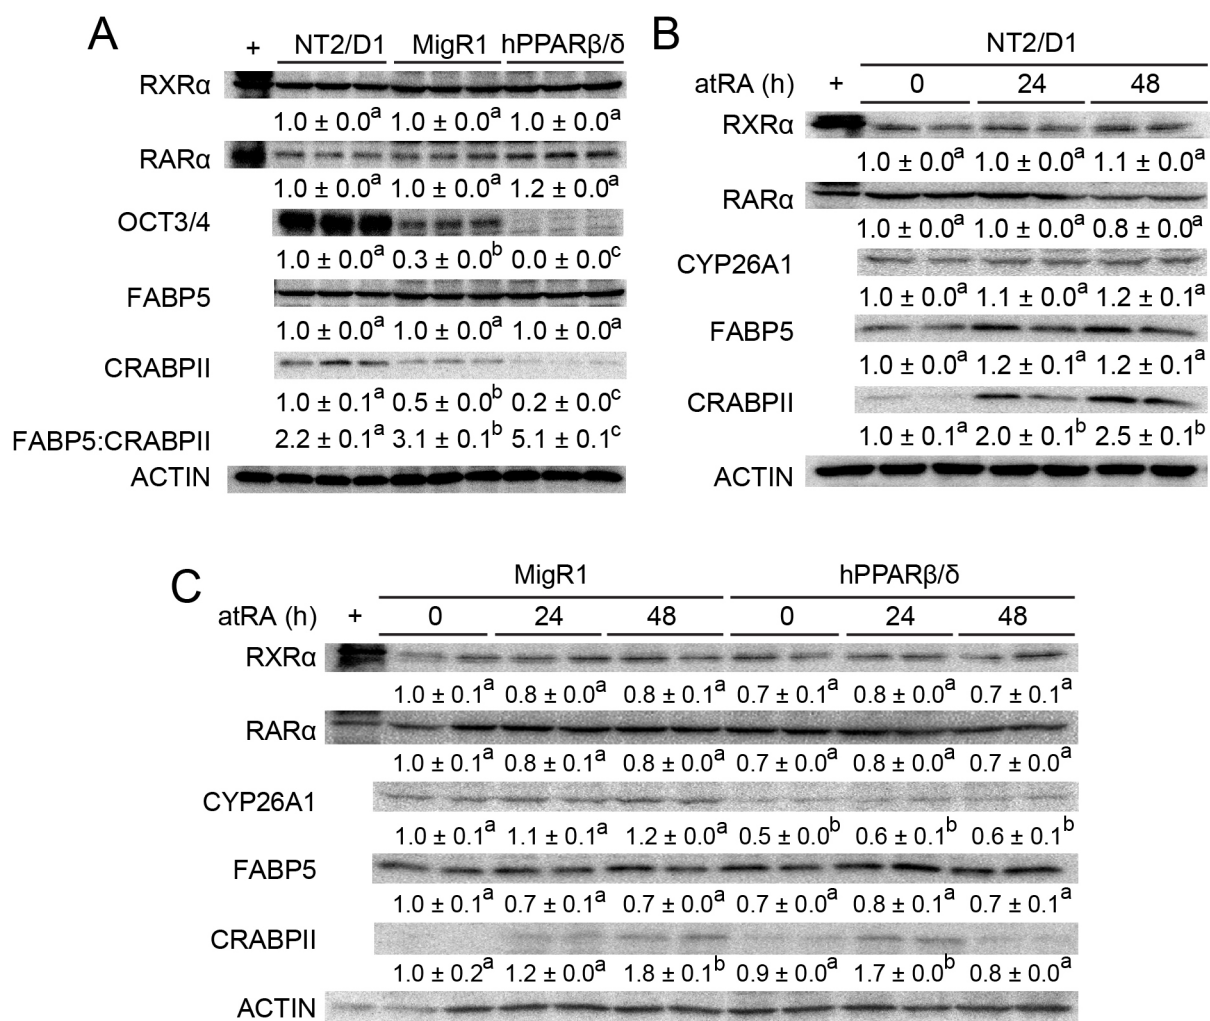 A
+ NT2/D1 MigR1 hPPARβ/δ
RXRα
1.0 ± 0.0a 1.0 ± 0.0a 1.0 ± 0.0a
RARα
1.0 ± 0.0a 1.0 ± 0.0a 1.2 ± 0.0a
OCT3/4
1.0 ± 0.0a 0.3 ± 0.0b 0.0 ± 0.0c
FABP5
1.0 ± 0.0a 1.0 ± 0.0a 1.0 ± 0.0a
CRABPII
1.0 ± 0.1a 0.5 ± 0.0b 0.2 ± 0.0c
FABP5:CRABPII 2.2 ± 0.1a 3.1 ± 0.1b 5.1 ± 0.1c
ACTIN
B
NT2/D1
atRA (h) + 0 24 48
RXRα
1.0 ± 0.0a 1.0 ± 0.0a 1.1 ± 0.0a
RARα
1.0 ± 0.0a 1.0 ± 0.0a 0.8 ± 0.0a
CYP26A1
1.0 ± 0.0a 1.1 ± 0.0a 1.2 ± 0.1a
FABP5
1.0 ± 0.0a 1.2 ± 0.1a 1.2 ± 0.1a
CRABPII
1.0 ± 0.1a 2.0 ± 0.1b 2.5 ± 0.1b
ACTIN
C
MigR1 hPPARβ/δ
atRA (h) + 0 24 48 0 24 48
RXRα
1.0 ± 0.1a 0.8 ± 0.0a 0.8 ± 0.1a 0.7 ± 0.1a 0.8 ± 0.0a 0.7 ± 0.1a
RARα
1.0 ± 0.1a 0.8 ± 0.1a 0.8 ± 0.0a 0.7 ± 0.0a 0.8 ± 0.0a 0.7 ± 0.0a
CYP26A1
1.0 ± 0.1a 1.1 ± 0.1a 1.2 ± 0.0a 0.5 ± 0.0b 0.6 ± 0.1b 0.6 ± 0.1b
FABP5
1.0 ± 0.1a 0.7 ± 0.1a 0.7 ± 0.0a 0.7 ± 0.0a 0.8 ± 0.1a 0.7 ± 0.1a
CRABPII
1.0 ± 0.2a 1.2 ± 0.0a 1.8 ± 0.1b 0.9 ± 0.0a 1.7 ± 0.0b 0.8 ± 0.0a
ACTIN